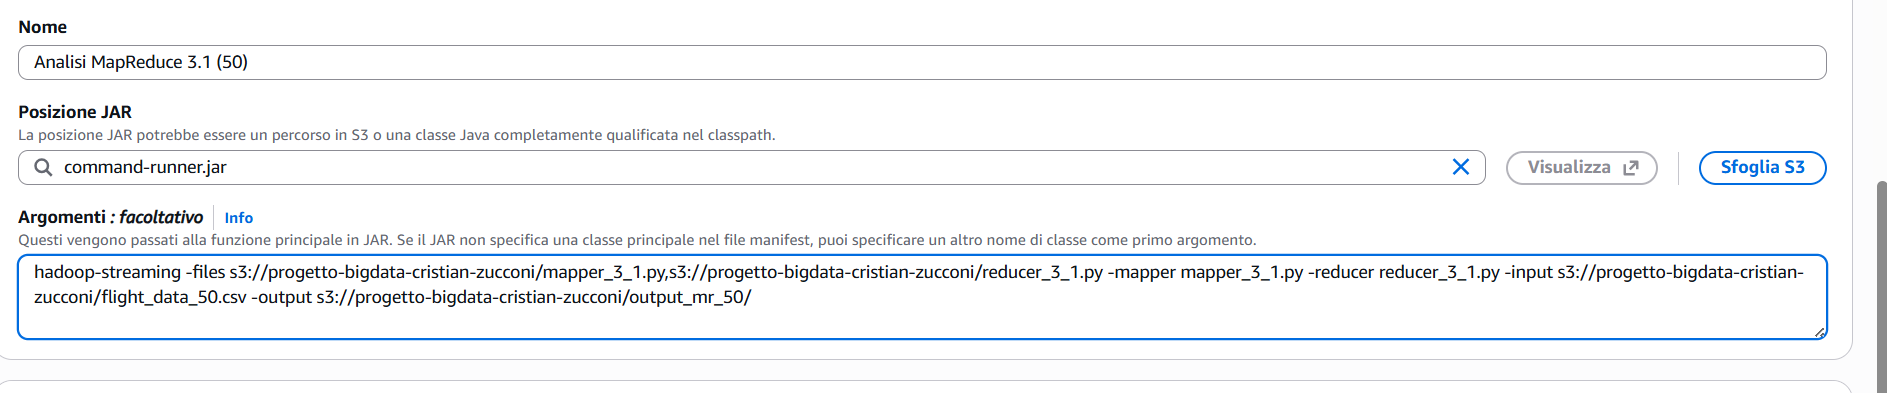 Nome
Analisi MapReduce 3.1 (50)
Posizione JAR
La posizione JAR potrebbe essere un percorso in S3 o una classe Java completamente qualificata nel classpath.
command-runner.jar
Visualizza
Sfoglia S3
Argomenti : facoltativo
Info
Questi vengono passati alla funzione principale in JAR. Se il JAR non specifica una classe principale nel file manifest, puoi specificare un altro nome di classe come primo argomento.
hadoop-streaming -files s3://progetto-bigdata-cristian-zucconi/mapper_3_1.py,s3://progetto-bigdata-cristian-zucconi/reducer_3_1.py -mapper mapper_3_1.py -reducer reducer_3_1.py -input s3://progetto-bigdata-cristian-
zucconi/flight_data_50.csv -output s3://progetto-bigdata-cristian-zucconi/output_mr_50/